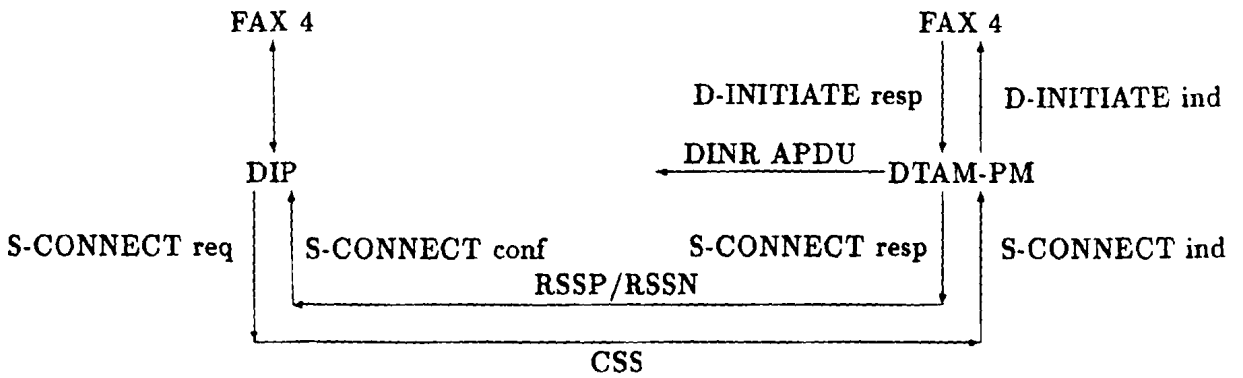 FAX 4
FAX 4
D-INITIATE resp
D-INITIATE ind
DINR APDU
DIP
DTAM-PM
S-CONNECT req
S-CONNECT conf
S-CONNECT resp
S-CONNECT ind
RSSP/RSSN
CSS